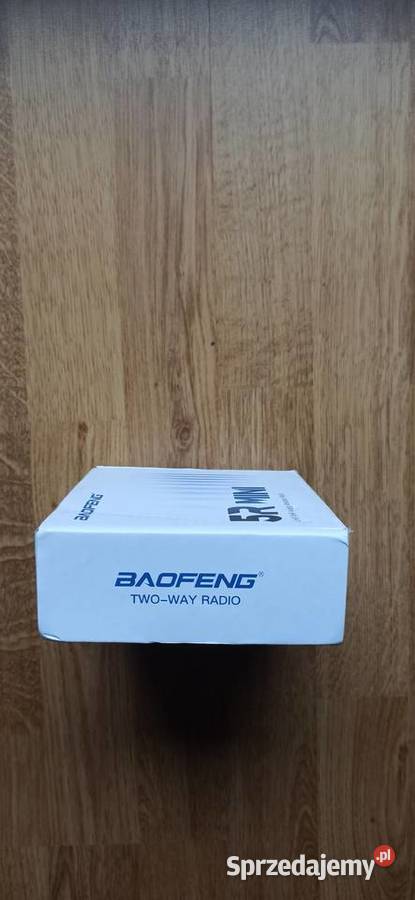 BAOFENG
5R MINI
BAOFENG®
TWO-WAY RADIO
Sprzedajemy.pl